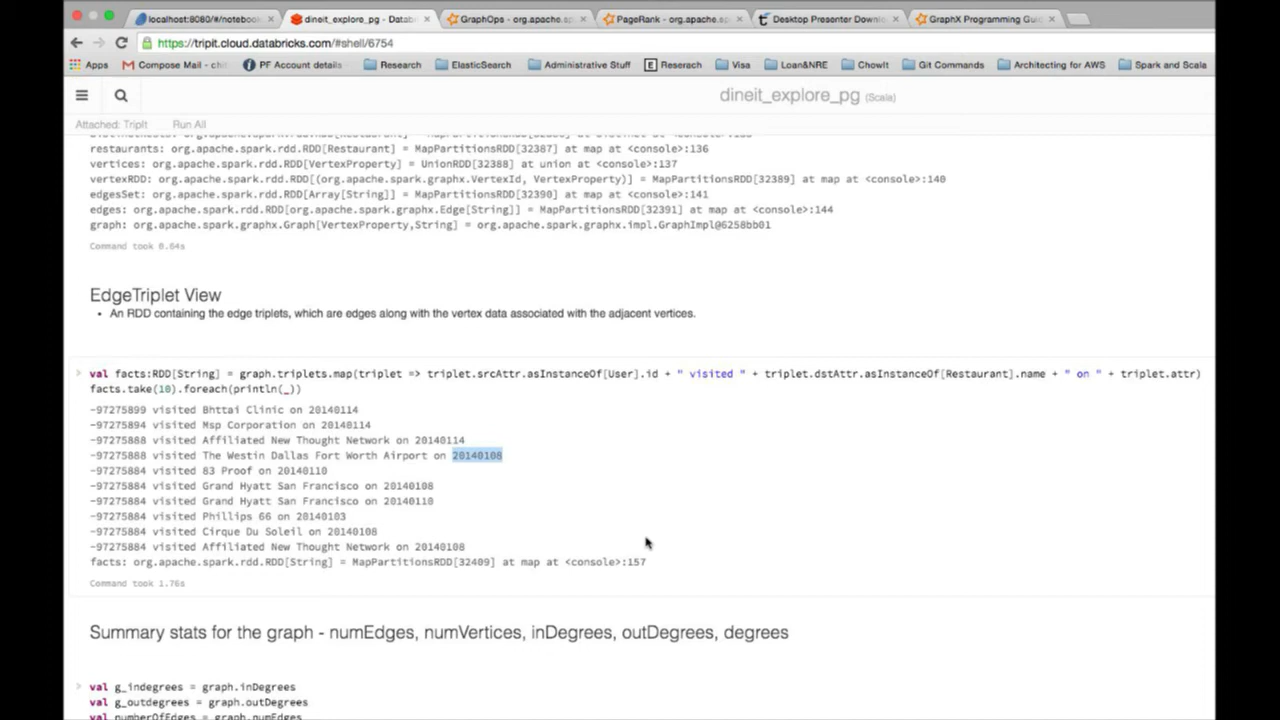 localhost:8080/#/notebook
dineit_explore_pg - Datab
GraphOps - org.apache.sp
PageRank - org.apache.sp
Desktop Presenter Downlo
GraphX Programming Gui
https://tripit.cloud.databricks.com/#shell/6754
Apps
Compose Mail - chi
PF Account details
Research
ElasticSearch
Administrative Stuff
Reserach
Visa
Loan&NRE
ChowIt
Git Commands
Architecting for AWS
Spark and Scala
dineit_explore_pg (Scala)
Attached: TripIt Run All
restaurants: org.apache.spark.rdd.RDD[Restaurant] = MapPartitionsRDD[32387] at map at <console>:136
vertices: org.apache.spark.rdd.RDD[VertexProperty] = UnionRDD[32388] at union at <console>:137
vertexRDD: org.apache.spark.rdd.RDD[(org.apache.spark.graphx.VertexId, VertexProperty)] = MapPartitionsRDD[32389] at map at <console>:140
edgesSet: org.apache.spark.rdd.RDD[Array[String]] = MapPartitionsRDD[32390] at map at <console>:141
edges: org.apache.spark.rdd.RDD[org.apache.spark.graphx.Edge[String]] = MapPartitionsRDD[32391] at map at <console>:144
graph: org.apache.spark.graphx.Graph[VertexProperty,String] = org.apache.spark.graphx.impl.GraphImpl@6258bb01
Command took 0.64s
EdgeTriplet View
• An RDD containing the edge triplets, which are edges along with the vertex data associated with the adjacent vertices.
> val facts:RDD[String] = graph.triplets.map(triplet => triplet.srcAttr.asInstanceOf[User].id + " visited " + triplet.dstAttr.asInstanceOf[Restaurant].name + " on " + triplet.attr)
facts.take(10).foreach(println(_))
-97275899 visited Bhttai Clinic on 20140114
-97275894 visited Msp Corporation on 20140114
-97275888 visited Affiliated New Thought Network on 20140114
-97275888 visited The Westin Dallas Fort Worth Airport on 20140108
-97275884 visited 83 Proof on 20140110
-97275884 visited Grand Hyatt San Francisco on 20140108
-97275884 visited Grand Hyatt San Francisco on 20140110
-97275884 visited Phillips 66 on 20140103
-97275884 visited Cirque Du Soleil on 20140108
-97275884 visited Affiliated New Thought Network on 20140108
facts: org.apache.spark.rdd.RDD[String] = MapPartitionsRDD[32409] at map at <console>:157
Command took 1.76s
Summary stats for the graph - numEdges, numVertices, inDegrees, outDegrees, degrees
> val g_indegrees = graph.inDegrees
val g_outdegrees = graph.outDegrees
val numberOfEdges = graph.numEdges